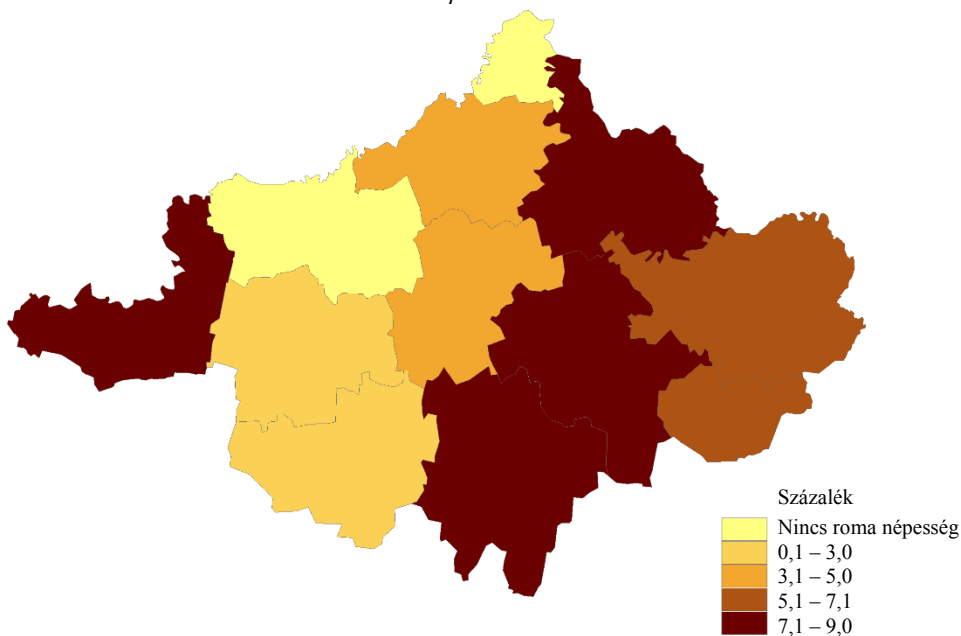 Százalék
Nincs roma népesség
0,1 – 3,0
3,1 – 5,0
5,1 – 7,1
7,1 – 9,0